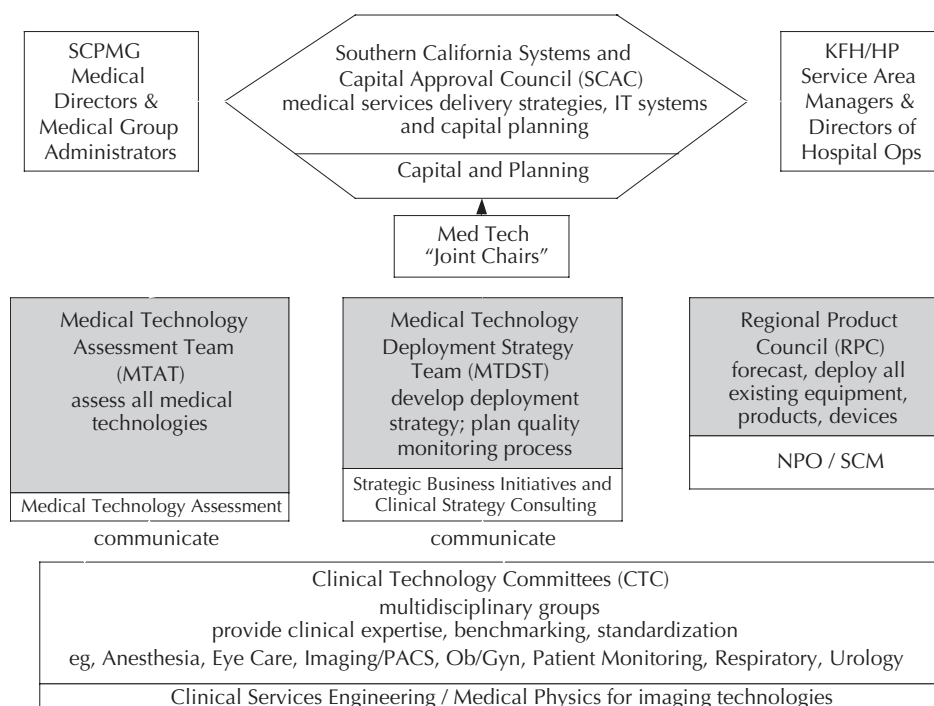 SCPMG
Medical
Directors &
Medical Group
Administrators
Southern California Systems and
Capital Approval Council (SCAC)
medical services delivery strategies, IT systems
and capital planning
Capital and Planning
KFH/HP
Service Area
Managers &
Directors of
Hospital Ops
Med Tech
“Joint Chairs”
Medical Technology
Assessment Team
(MTAT)
assess all medical
technologies
Medical Technology Assessment
communicate
Medical Technology
Deployment Strategy
Team (MTDST)
develop deployment
strategy; plan quality
monitoring process
Strategic Business Initiatives and
Clinical Strategy Consulting
communicate
Regional Product
Council (RPC)
forecast, deploy all
existing equipment,
products, devices
NPO / SCM
Clinical Technology Committees (CTC)
multidisciplinary groups
provide clinical expertise, benchmarking, standardization
eg, Anesthesia, Eye Care, Imaging/PACS, Ob/Gyn, Patient Monitoring, Respiratory, Urology
Clinical Services Engineering / Medical Physics for imaging technologies